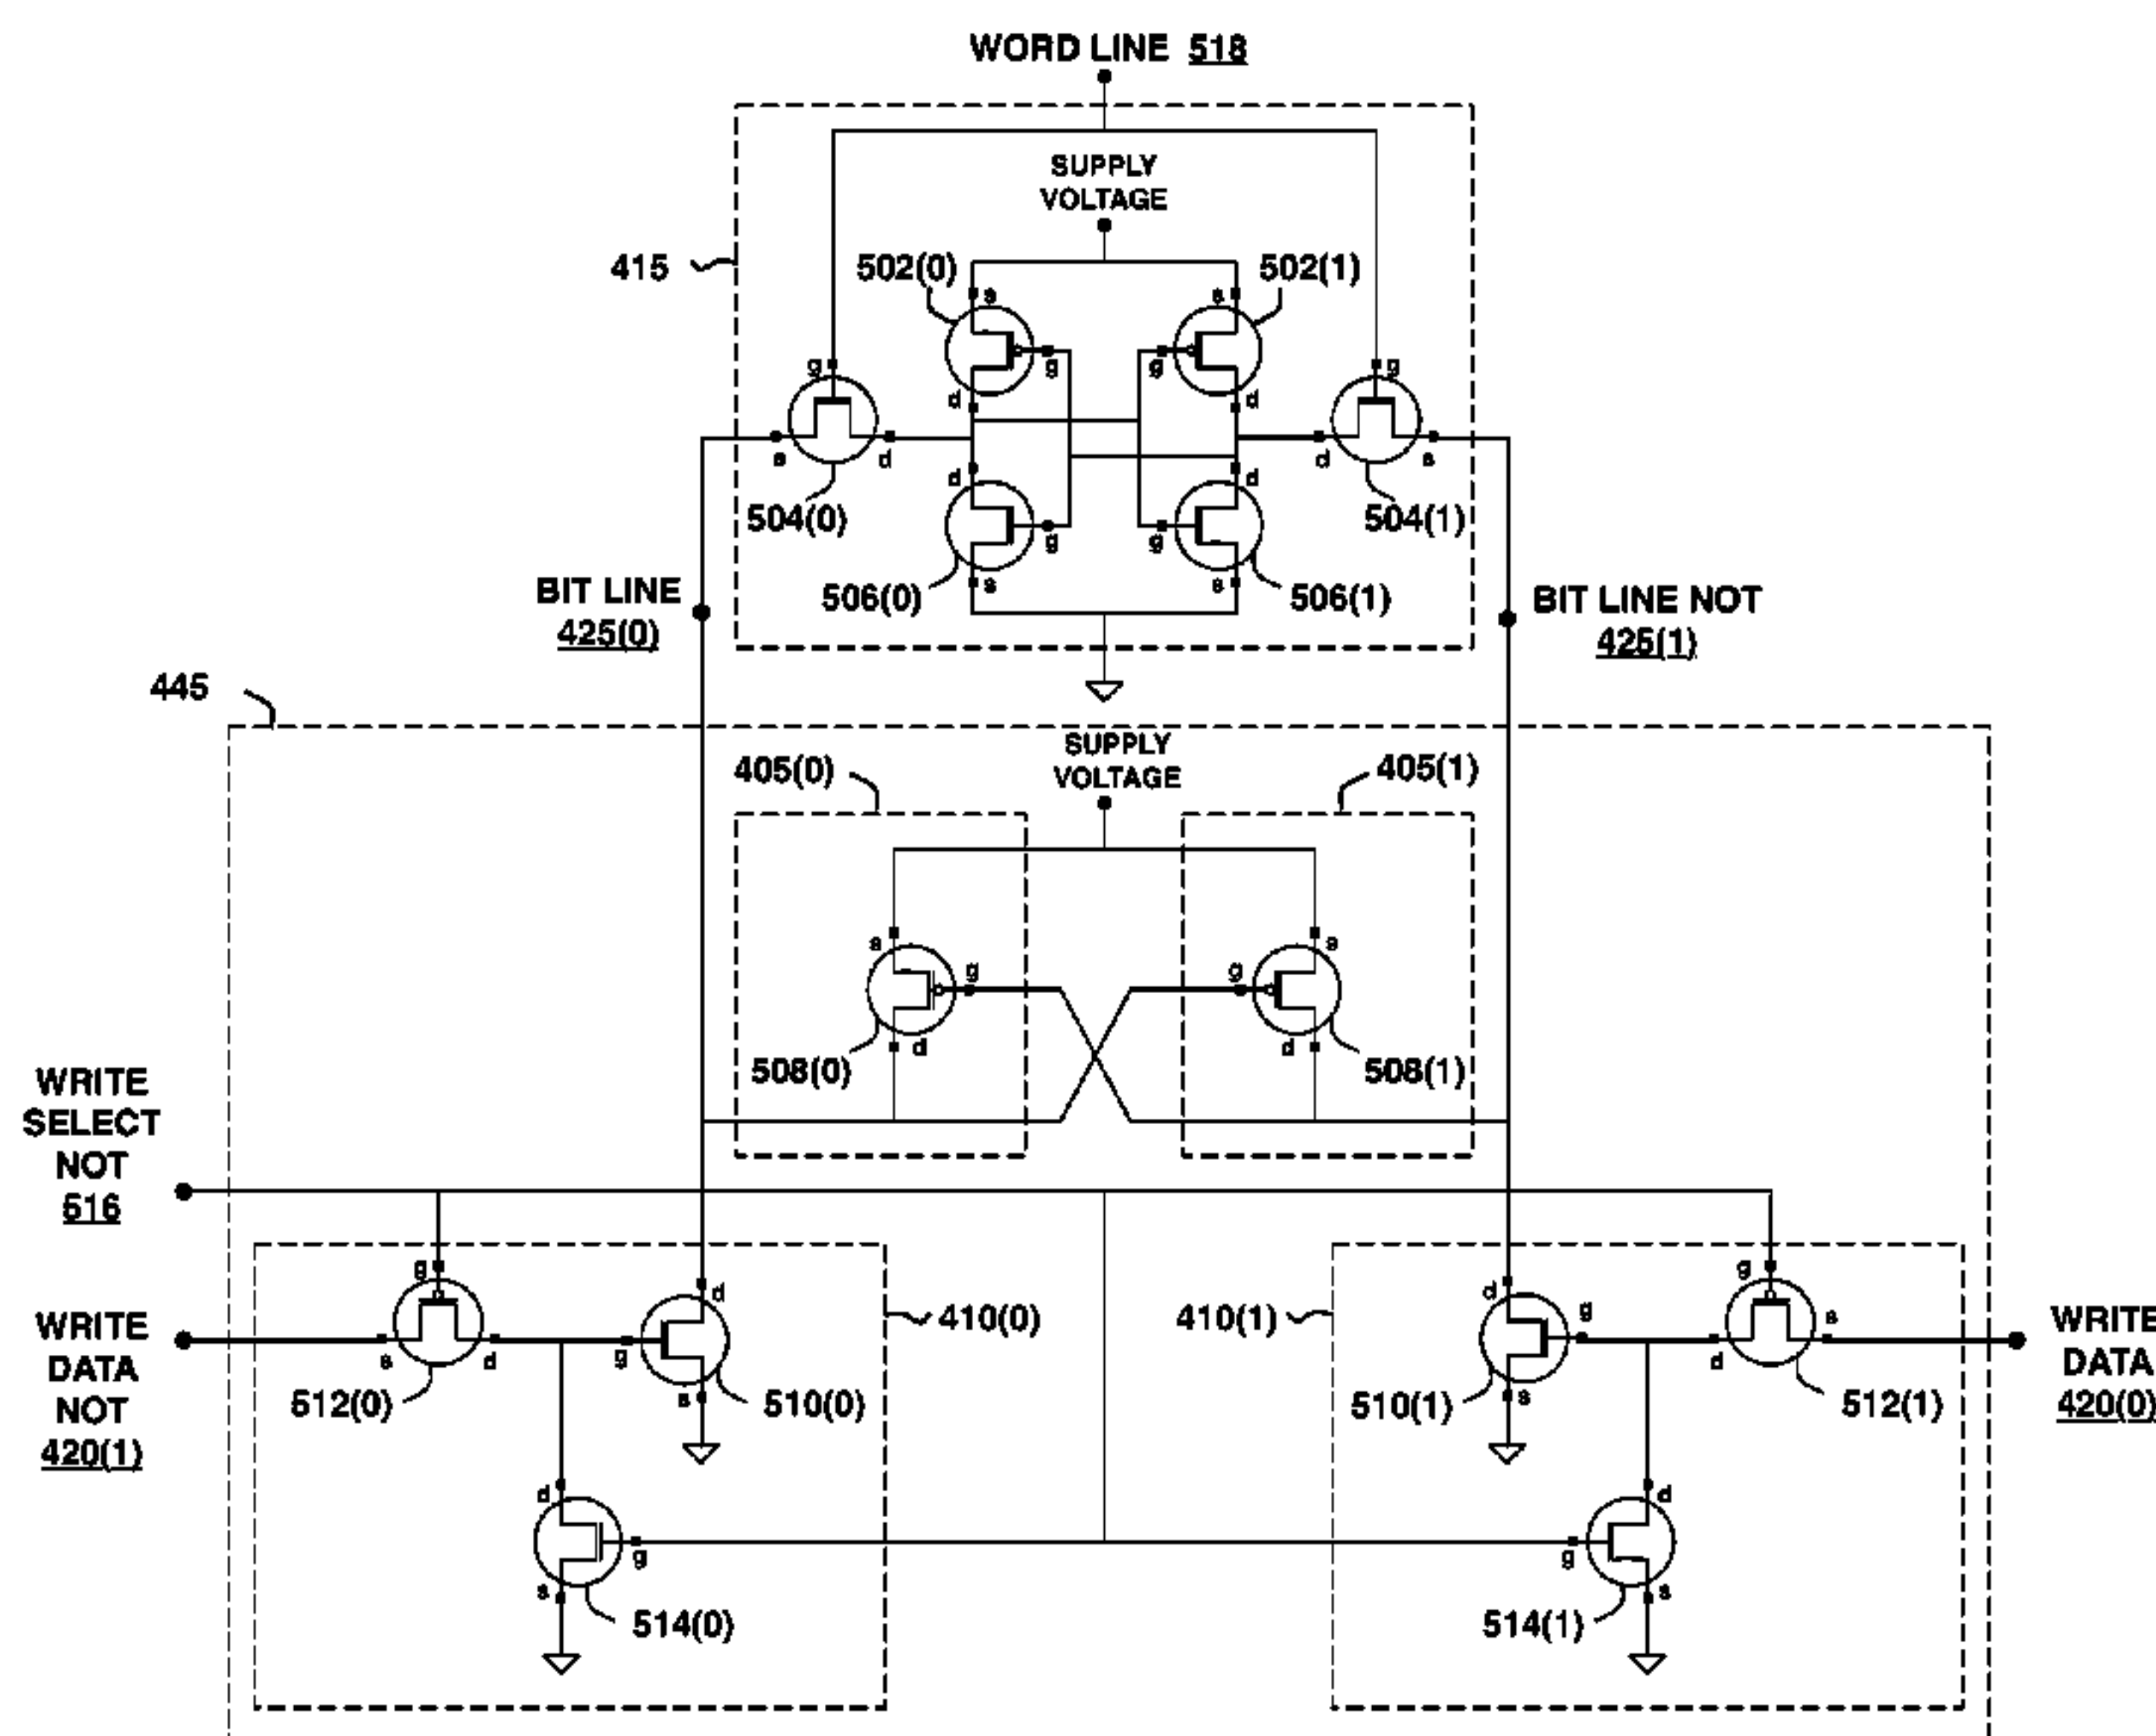 WORD LINE 518
SUPPLY
VOLTAGE
415
502(0)
502(1)
s
s
g
g
d
d
g
g
s
d
d
s
d
d
504(0)
504(1)
g
g
506(0)
s
s
506(1)
BIT LINE
425(0)
BIT LINE NOT
425(1)
445
SUPPLY
VOLTAGE
405(0)
405(1)
s
s
g
g
508(0)
d
d
508(1)
WRITE
SELECT
NOT
516
g
d
d
g
g
410(0)
410(1)
WRITE
DATA
NOT
420(1)
s
d
g
g
d
s
WRITE
DATA
420(0)
512(0)
s
510(0)
510(1)
s
512(1)
d
d
g
g
s
s
514(0)
514(1)